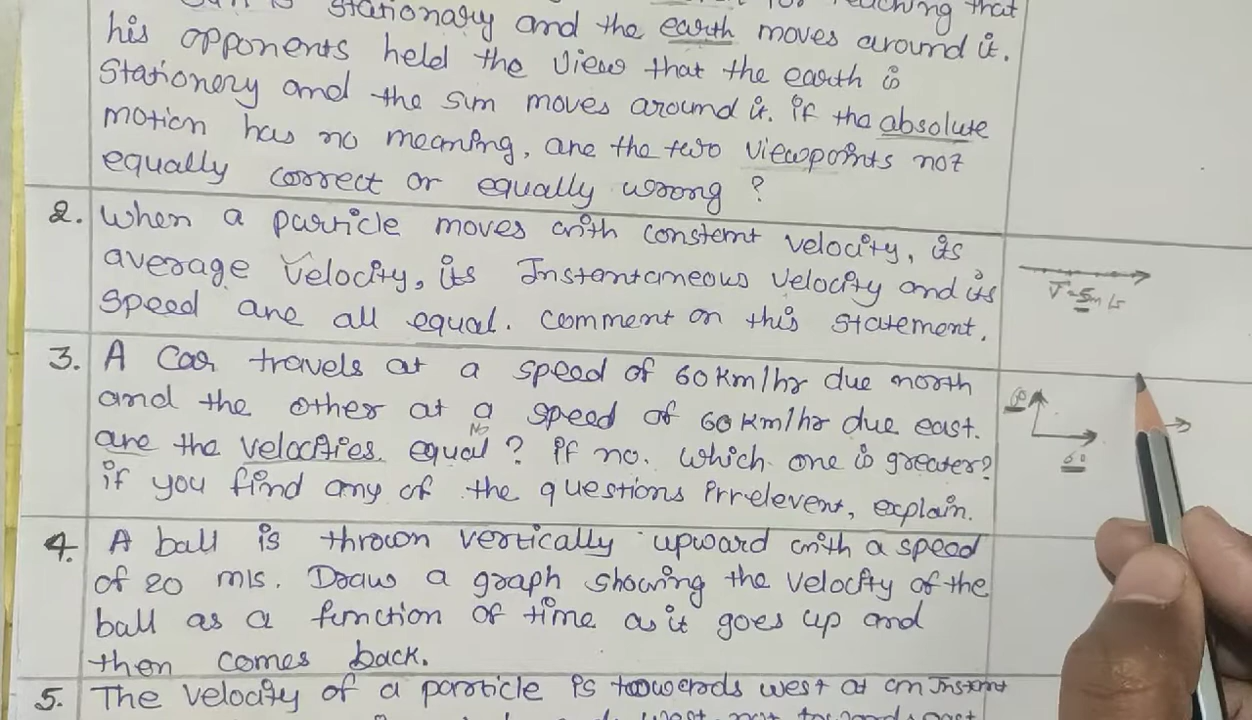 stationary and the earth moves around it.
his opponents held the view that the earth is
stationery and the sun moves around it. if the absolute
motion has no meaning, are the two viewpoints not
equally correct or equally wrong ?
2. When a particle moves with constant velocity, its
average velocity, its Instantaneous velocity and its
speed are all equal. comment on this statement.
V=5m/s
3. A Car travels at a speed of 60km/hr due north
and the other at a speed of 60km/hr due east.
are the velocities equal ? if no. which one is greater?
No
60
if you find any of the questions irrelevent, explain.
4. A ball is thrown vertically upward with a speed
of 20 m/s. Draw a graph showing the velocity of the
ball as a function of time as it goes up and
then comes back.
5. The velocity of a particle is towards west at an Instant